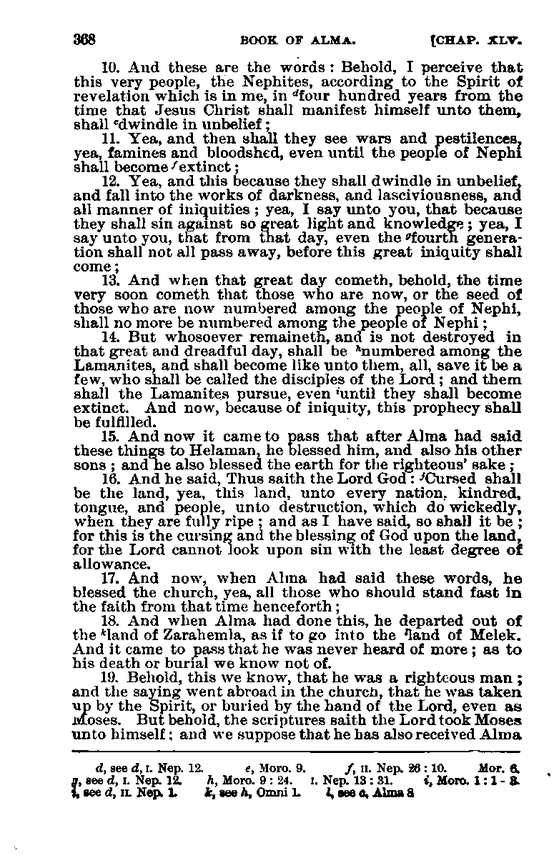 368 BOOK OF ALMA. [CHAP. XLV.
10. And these are the words: Behold, I perceive that
this very people, the Nephites, according to the Spirit of
revelation which is in me, in ᵈfour hundred years from the
time that Jesus Christ shall manifest himself unto them,
shall ᵉdwindle in unbelief;
11. Yea, and then shall they see wars and pestilences,
yea, famines and bloodshed, even until the people of Nephi
shall become ᶠextinct;
12. Yea, and this because they shall dwindle in unbelief,
and fall into the works of darkness, and lasciviousness, and
all manner of iniquities; yea, I say unto you, that because
they shall sin against so great light and knowledge; yea, I
say unto you, that from that day, even the ᵍfourth genera-
tion shall not all pass away, before this great iniquity shall
come;
13. And when that great day cometh, behold, the time
very soon cometh that those who are now, or the seed of
those who are now numbered among the people of Nephi,
shall no more be numbered among the people of Nephi;
14. But whosoever remaineth, and is not destroyed in
that great and dreadful day, shall be ʰnumbered among the
Lamanites, and shall become like unto them, all, save it be a
few, who shall be called the disciples of the Lord; and them
shall the Lamanites pursue, even ⁱuntil they shall become
extinct. And now, because of iniquity, this prophecy shall
be fulfilled.
15. And now it came to pass that after Alma had said
these things to Helaman, he blessed him, and also his other
sons; and he also blessed the earth for the righteous' sake;
16. And he said, Thus saith the Lord God: ʲCursed shall
be the land, yea, this land, unto every nation, kindred,
tongue, and people, unto destruction, which do wickedly,
when they are fully ripe; and as I have said, so shall it be;
for this is the cursing and the blessing of God upon the land,
for the Lord cannot look upon sin with the least degree of
allowance.
17. And now, when Alma had said these words, he
blessed the church, yea, all those who should stand fast in
the faith from that time henceforth;
18. And when Alma had done this, he departed out of
the ᵏland of Zarahemla, as if to go into the ˡland of Melek.
And it came to pass that he was never heard of more; as to
his death or burial we know not of.
19. Behold, this we know, that he was a righteous man;
and the saying went abroad in the church, that he was taken
up by the Spirit, or buried by the hand of the Lord, even as
Moses. But behold, the scriptures saith the Lord took Moses
unto himself; and we suppose that he has also received Alma
d, see d, I. Nep. 12. e, Moro. 9. f, II. Nep. 26:10. Mor. 6.
g, see d, I. Nep. 12. h, Moro. 9:24. I. Nep. 13:31. i, Moro. 1:1-3.
see d, II. Nep. 1. k, see h, Omni 1. l, see c, Alma 8